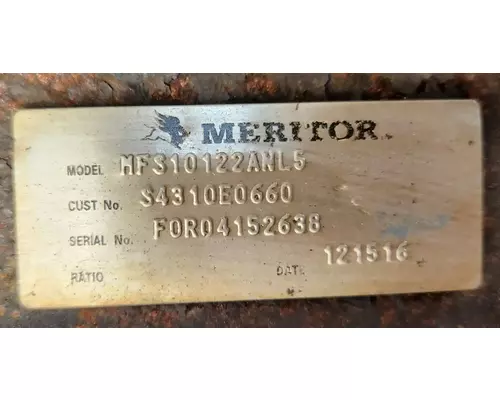 MERITOR
MODEL MFS10122ANL5
CUST No. S4310E0660
SERIAL No. FOR04152638
RATIO DATE 121516